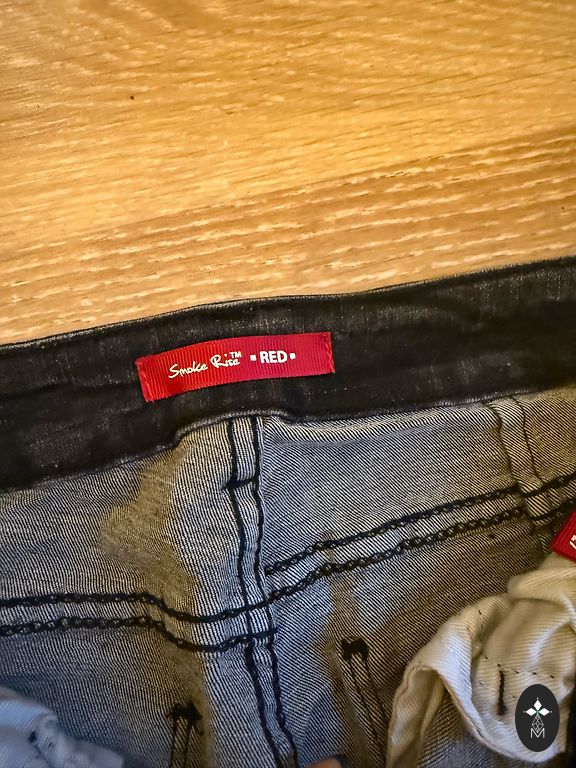 Smoke Rise™ ▪ RED ▪
M